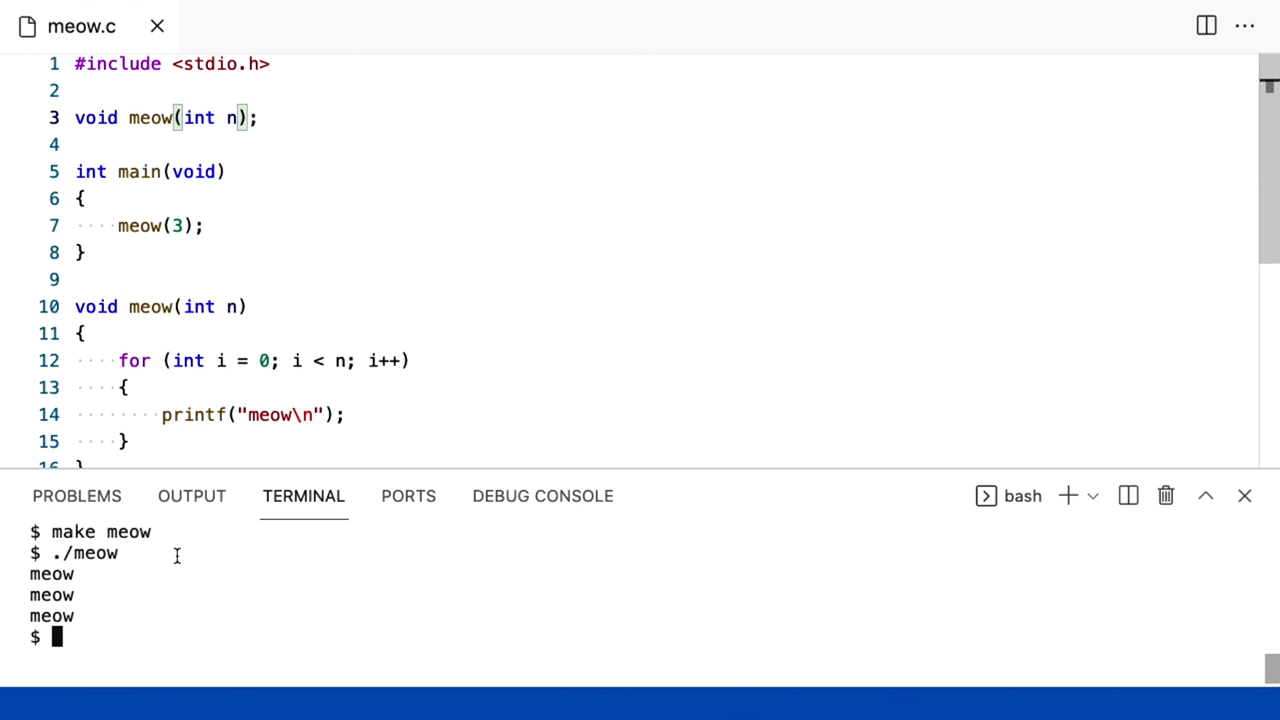 meow.c
1 #include <stdio.h>
2
3 void meow(int n);
4
5 int main(void)
6 {
7 ····meow(3);
8 }
9
10 void meow(int n)
11 {
12 ····for (int i = 0; i < n; i++)
13 ····{
14 ········printf("meow\n");
15 ····}
16 }
PROBLEMS OUTPUT TERMINAL PORTS DEBUG CONSOLE bash
$ make meow
$ ./meow
meow
meow
meow
$